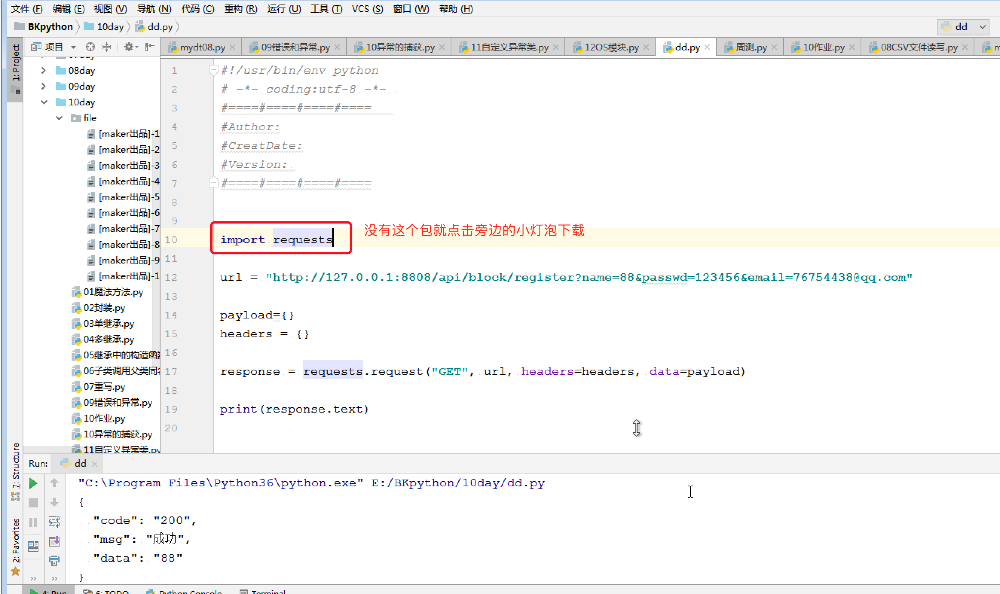 文件 (F) 编辑 (E) 视图 (V) 导航 (N) 代码 (C) 重构 (R) 运行 (U) 工具 (T) VCS (S) 窗口 (W) 帮助 (H)
BKpython 10day dd.py dd
1: Project
项目
mydt08.py 09错误和异常.py 10异常的捕获.py 11自定义异常类.py 12OS模块.py dd.py 周测.py 10作业.py 08CSV文件读写.py
08day
09day
10day
file
[maker出品]-1
[maker出品]-2
[maker出品]-3
[maker出品]-4
[maker出品]-5
[maker出品]-6
[maker出品]-7
[maker出品]-8
[maker出品]-9
[maker出品]-1
01魔法方法.py
02封装.py
03单继承.py
04多继承.py
05继承中的构造函
06子类调用父类同
07重写.py
09错误和异常.py
10作业.py
10异常的捕获.py
11自定义异常类.py
1 #!/usr/bin/env python
2 # -*- coding:utf-8 -*-
3 #====#====#====#====
4 #Author:
5 #CreatDate:
6 #Version:
7 #====#====#====#====
8
9
10 import requests
没有这个包就点击旁边的小灯泡下载
11
12 url = "http://127.0.0.1:8808/api/block/register?name=88&passwd=123456&email=76754438@qq.com"
13
14 payload={}
15 headers = {}
16
17 response = requests.request("GET", url, headers=headers, data=payload)
18
19 print(response.text)
20
7: Structure
2: Favorites
Run: dd
"C:\Program Files\Python36\python.exe" E:/BKpython/10day/dd.py
{
"code": "200",
"msg": "成功",
"data": "88"
}
4: Run 6: TODO Python Console Terminal